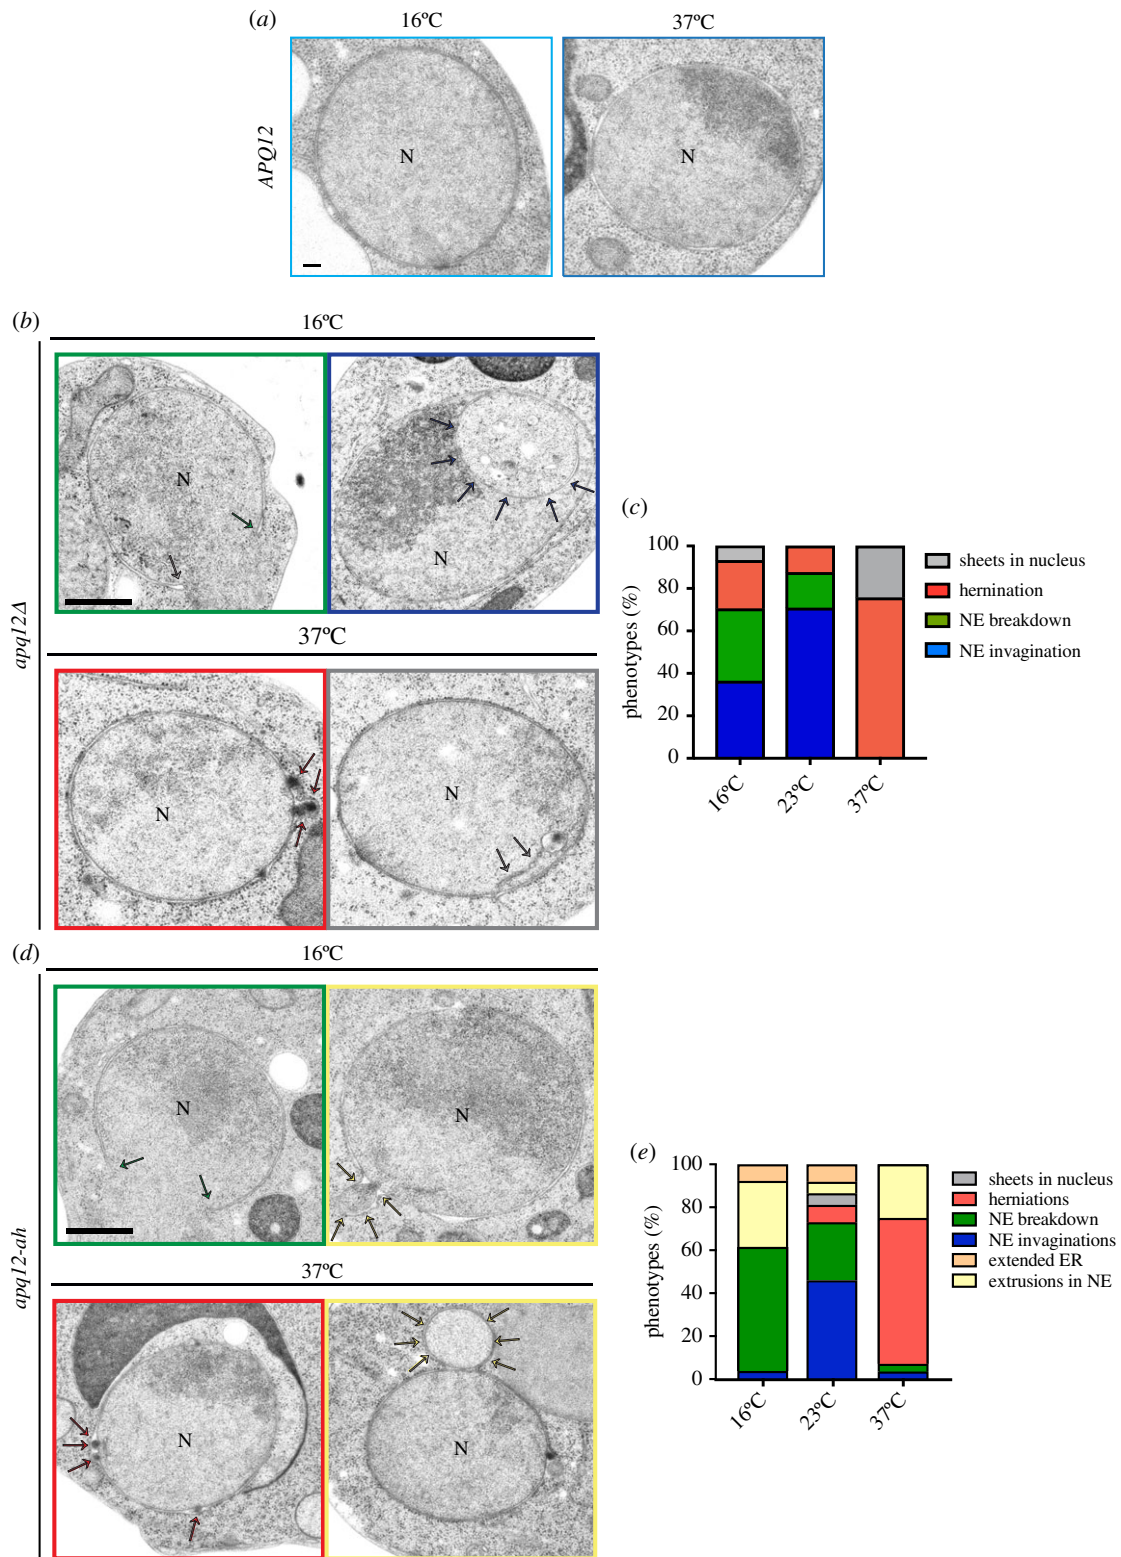 (a)
16ºC
37ºC
APQ12
N
N
(b)
16ºC
apq12Δ
N
N
37ºC
N
N
(c)
100
80
60
40
20
0
phenotypes (%)
16ºC
23ºC
37ºC
sheets in nucleus
hernination
NE breakdown
NE invagination
(d)
16ºC
apq12-ah
N
N
37ºC
N
N
(e)
100
80
60
40
20
0
phenotypes (%)
16ºC
23ºC
37ºC
sheets in nucleus
herniations
NE breakdown
NE invaginations
extended ER
extrusions in NE